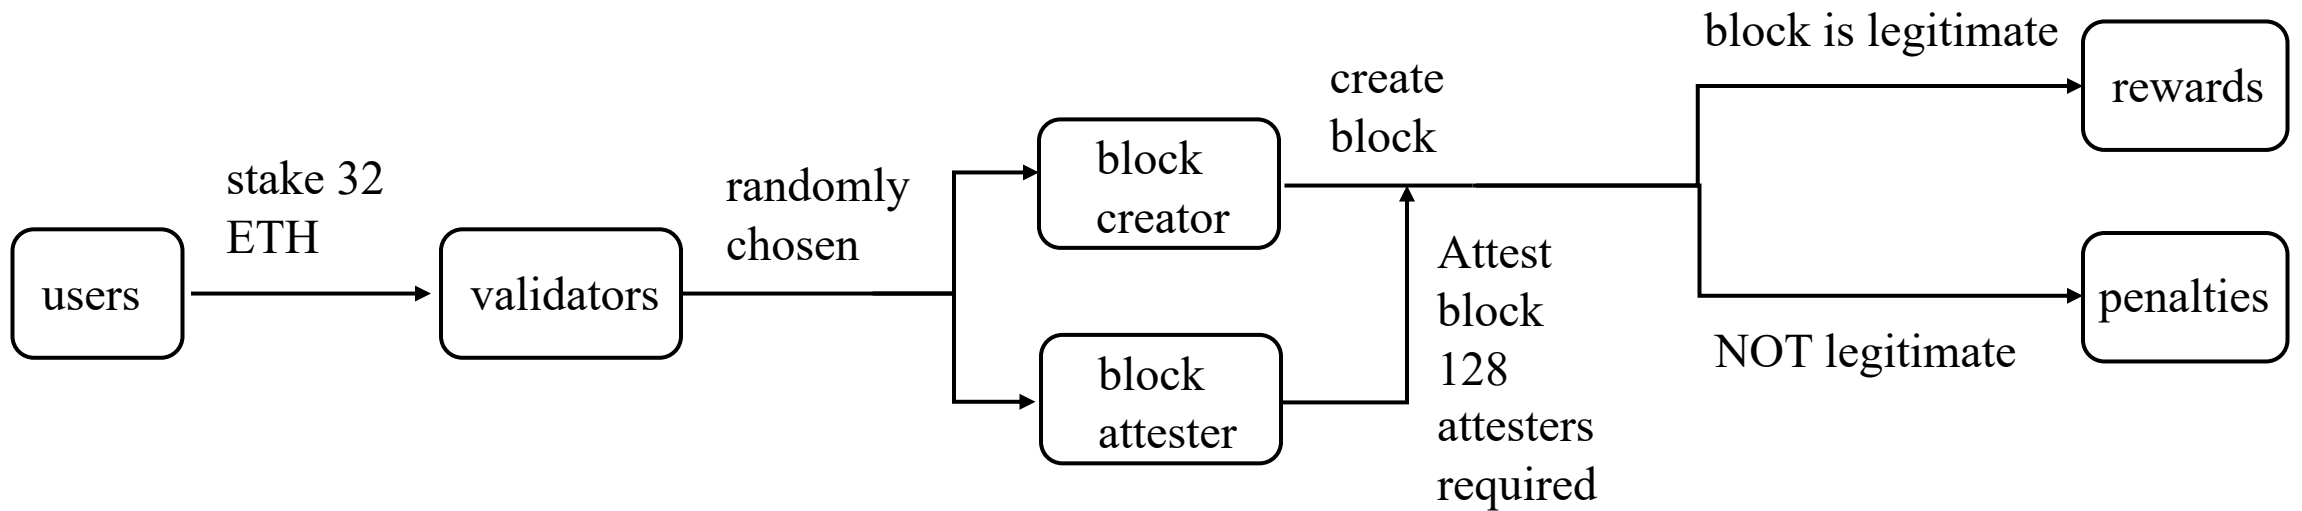 users
stake 32
ETH
validators
randomly
chosen
block
creator
block
attester
create
block
Attest
block
128
attesters
required
block is legitimate
rewards
NOT legitimate
penalties